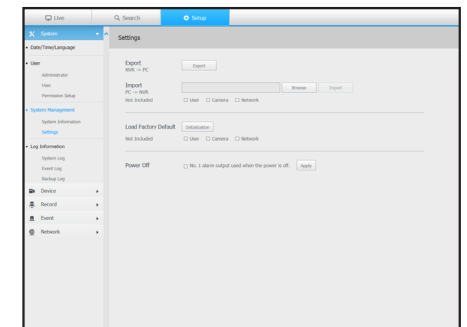 Live
Search
Setup
System
Date/Time/Language
User
Administrator
User
Permission Setup
System Management
System Information
Settings
Log Information
System Log
Event Log
Backup Log
Device
Record
Event
Network
Settings
Export
NVR -> PC
Export
Import
PC -> NVR
Browse
Import
Not Included
User
Camera
Network
Load Factory Default
Initialization
Not Included
User
Camera
Network
Power Off
No. 1 alarm output used when the power is off.
Apply